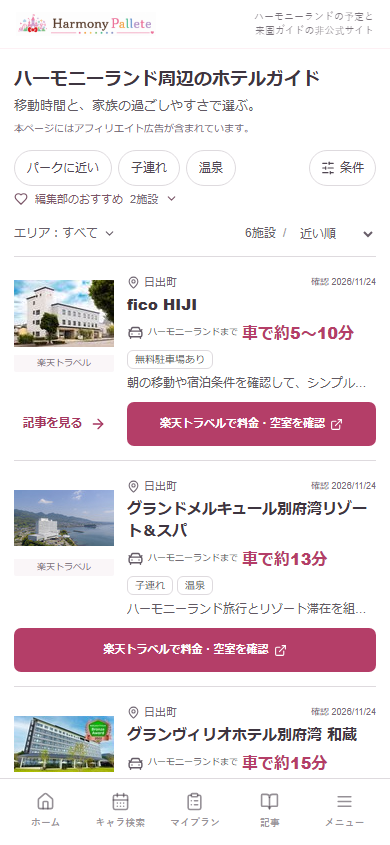 Harmony Pallete
ハーモニーランドの予定と
来園ガイドの非公式サイト
ハーモニーランド周辺のホテルガイド
移動時間と、家族の過ごしやすさで選ぶ。
本ページにはアフィリエイト広告が含まれています。
パークに近い 子連れ 温泉 条件
編集部のおすすめ 2施設
エリア：すべて 6施設 / 近い順
日出町 確認 2026/11/24
fico HIJI
ハーモニーランドまで 車で約5〜10分
楽天トラベル
無料駐車場あり
朝の移動や宿泊条件を確認して、シンプル…
記事を見る
楽天トラベルで料金・空室を確認
日出町 確認 2026/11/24
グランドメルキュール別府湾リゾー
ト＆スパ
ハーモニーランドまで 車で約13分
楽天トラベル
子連れ 温泉
ハーモニーランド旅行とリゾート滞在を組…
楽天トラベルで料金・空室を確認
日出町 確認 2026/11/24
グランヴィリオホテル別府湾 和蔵
ハーモニーランドまで 車で約15分
ホーム キャラ検索 マイプラン 記事 メニュー